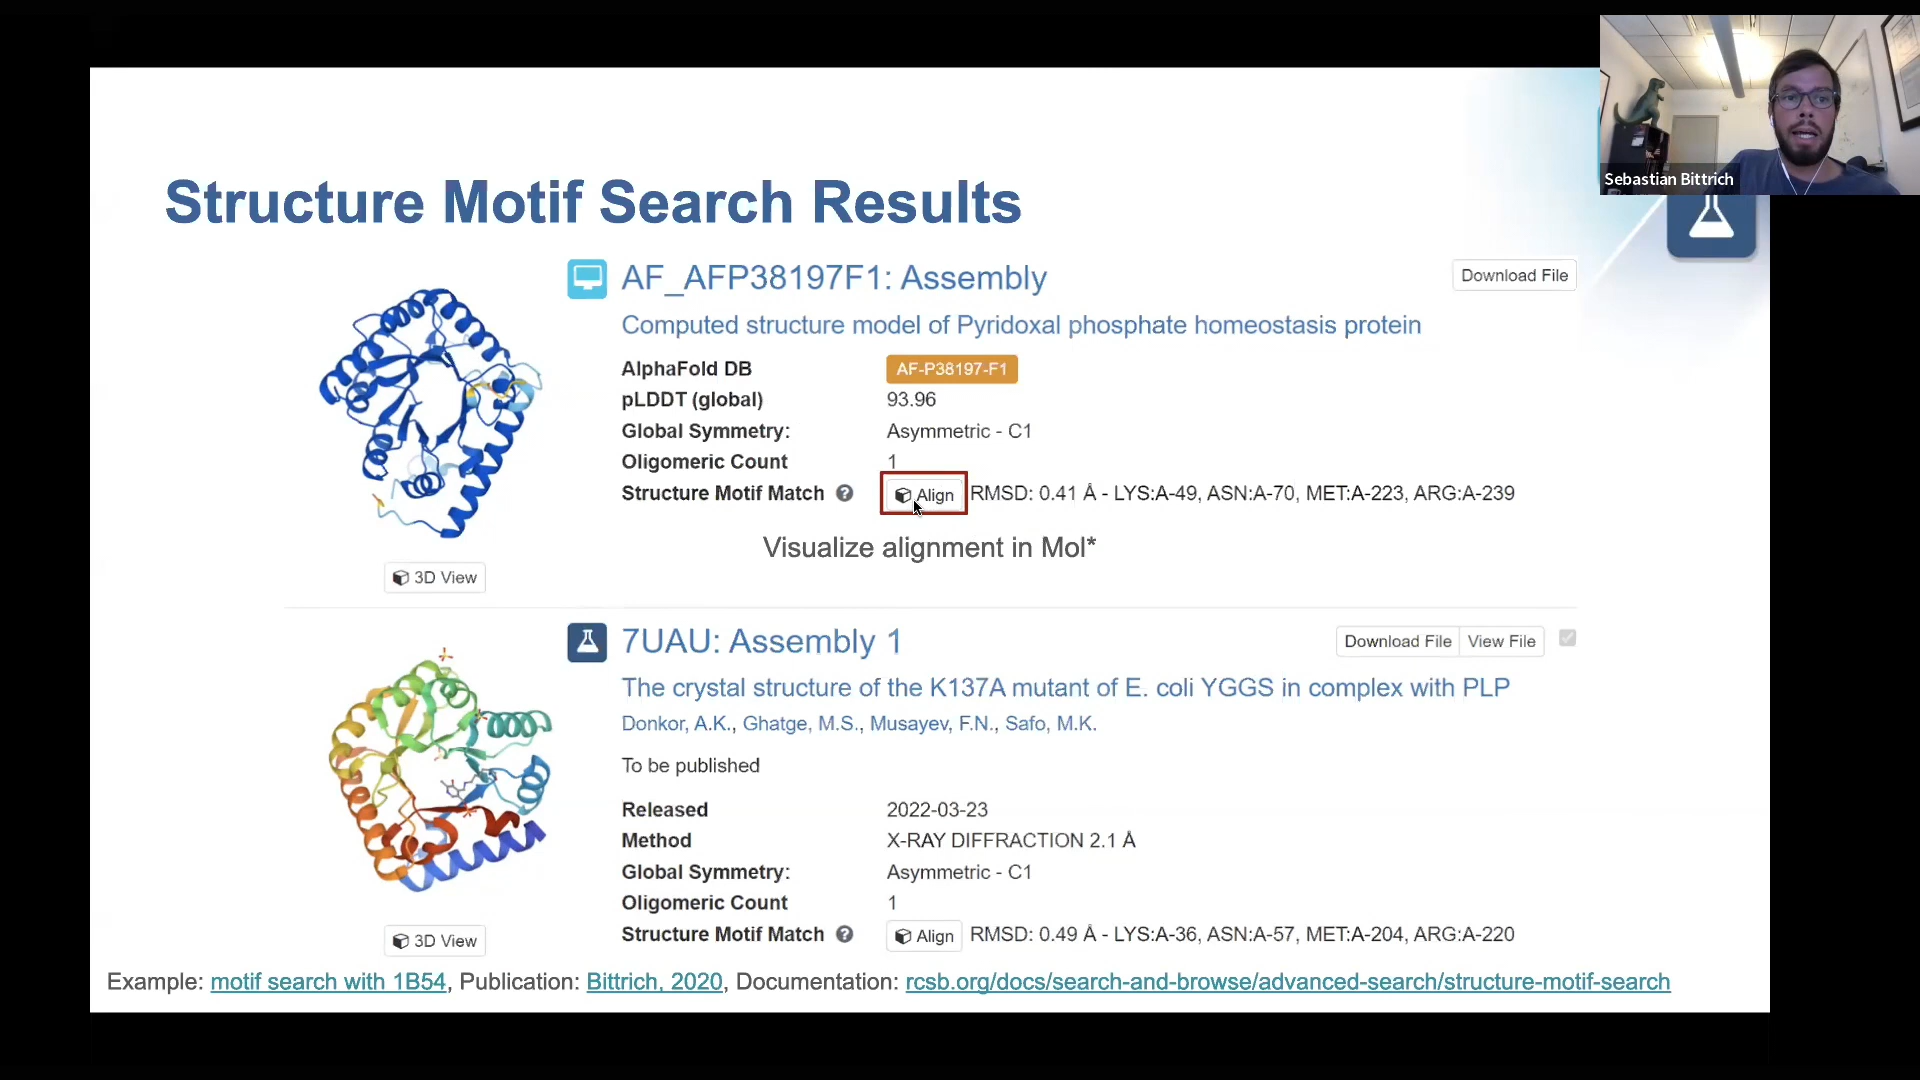 Sebastian Bittrich
Structure Motif Search Results
AF_AFP38197F1: Assembly
Download File
Computed structure model of Pyridoxal phosphate homeostasis protein
AlphaFold DB AF-P38197-F1
pLDDT (global) 93.96
Global Symmetry: Asymmetric - C1
Oligomeric Count 1
Structure Motif Match ? Align RMSD: 0.41 Å - LYS:A-49, ASN:A-70, MET:A-223, ARG:A-239
Visualize alignment in Mol*
3D View
7UAU: Assembly 1
Download File View File
The crystal structure of the K137A mutant of E. coli YGGS in complex with PLP
Donkor, A.K., Ghatge, M.S., Musayev, F.N., Safo, M.K.
To be published
Released 2022-03-23
Method X-RAY DIFFRACTION 2.1 Å
Global Symmetry: Asymmetric - C1
Oligomeric Count 1
Structure Motif Match ? Align RMSD: 0.49 Å - LYS:A-36, ASN:A-57, MET:A-204, ARG:A-220
3D View
Example: motif search with 1B54, Publication: Bittrich, 2020, Documentation: rcsb.org/docs/search-and-browse/advanced-search/structure-motif-search